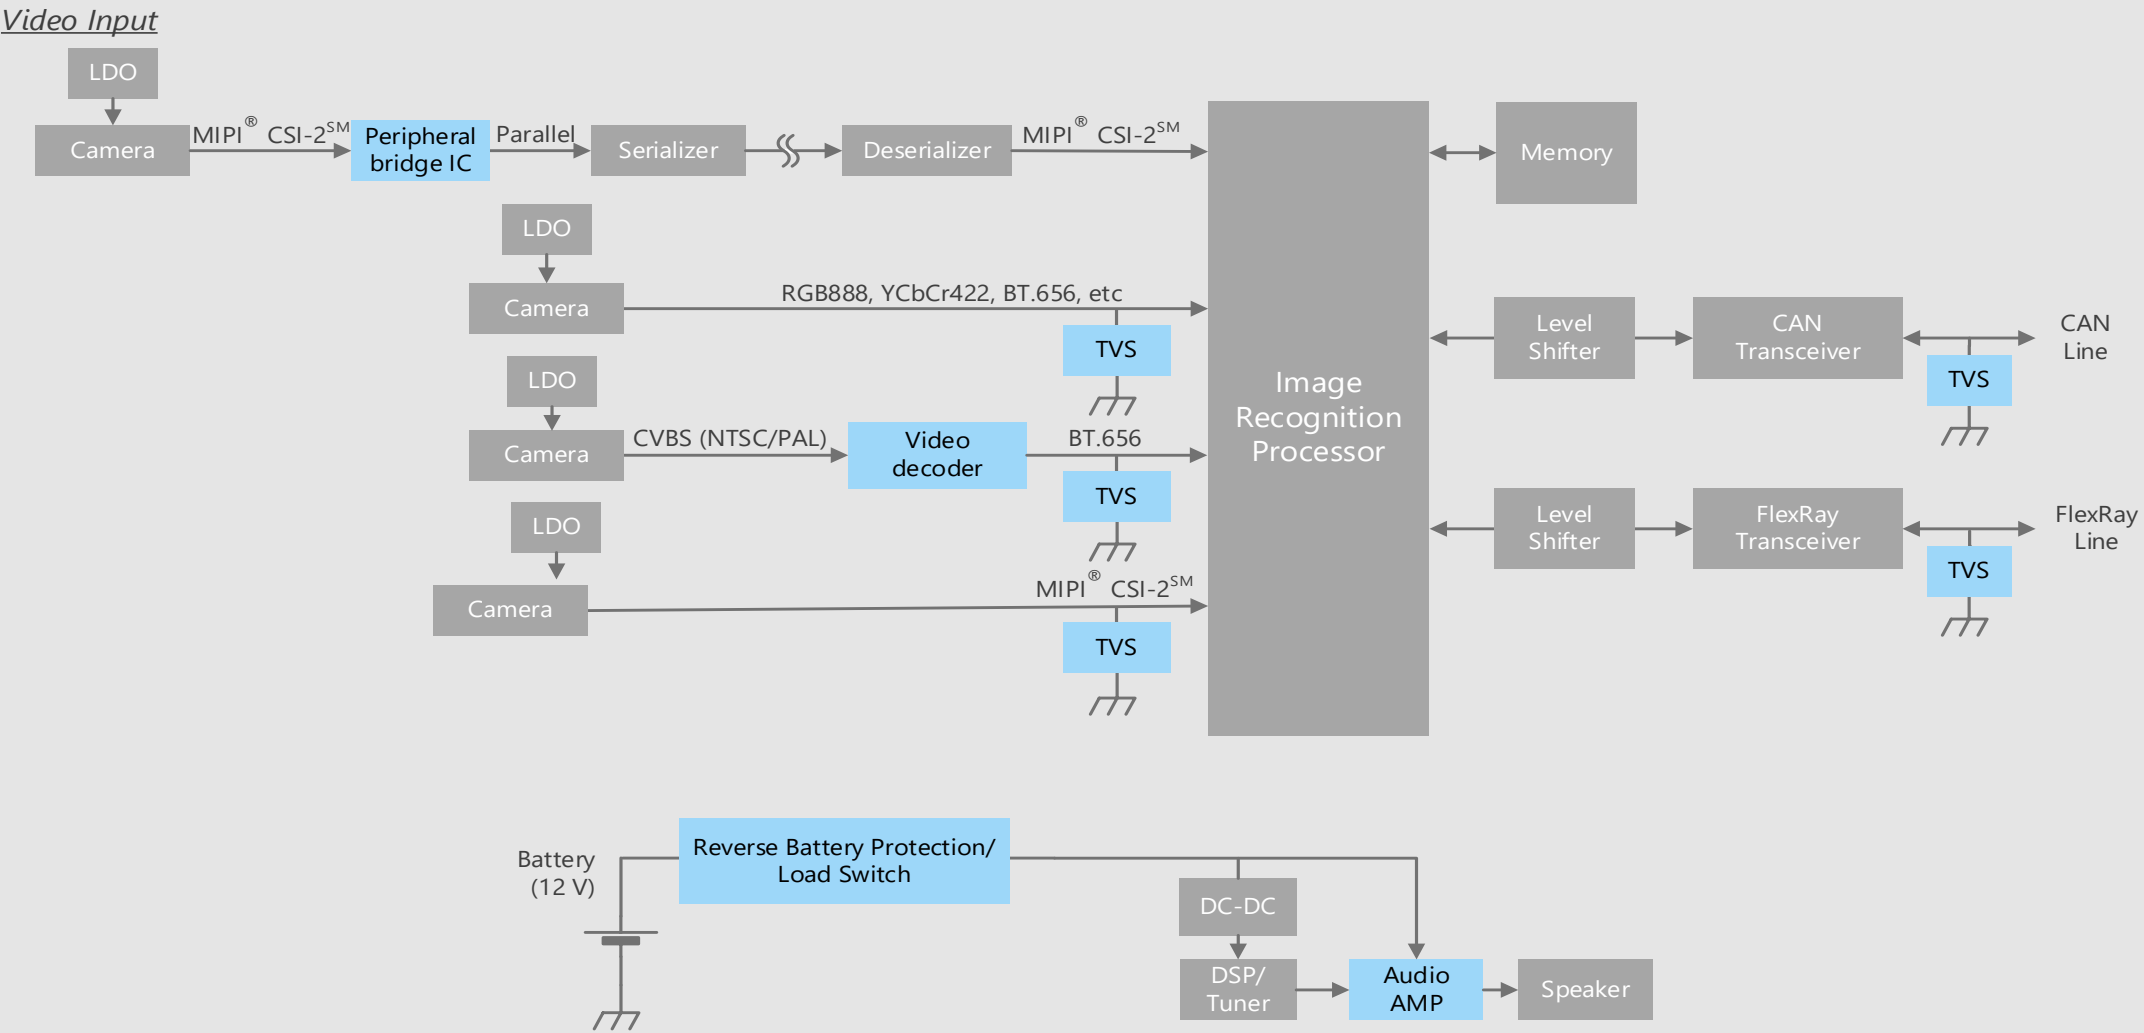 Video Input
LDO
Camera
MIPI® CSI-2SM
Peripheral
bridge IC
Parallel
Serializer
Deserializer
MIPI® CSI-2SM
Memory
LDO
Camera
RGB888, YCbCr422, BT.656, etc
TVS
LDO
Camera
CVBS (NTSC/PAL)
Video
decoder
BT.656
TVS
LDO
Camera
MIPI® CSI-2SM
TVS
Image
Recognition
Processor
Level
Shifter
CAN
Transceiver
CAN
Line
TVS
Level
Shifter
FlexRay
Transceiver
FlexRay
Line
TVS
Battery
(12 V)
Reverse Battery Protection/
Load Switch
DC-DC
DSP/
Tuner
Audio
AMP
Speaker